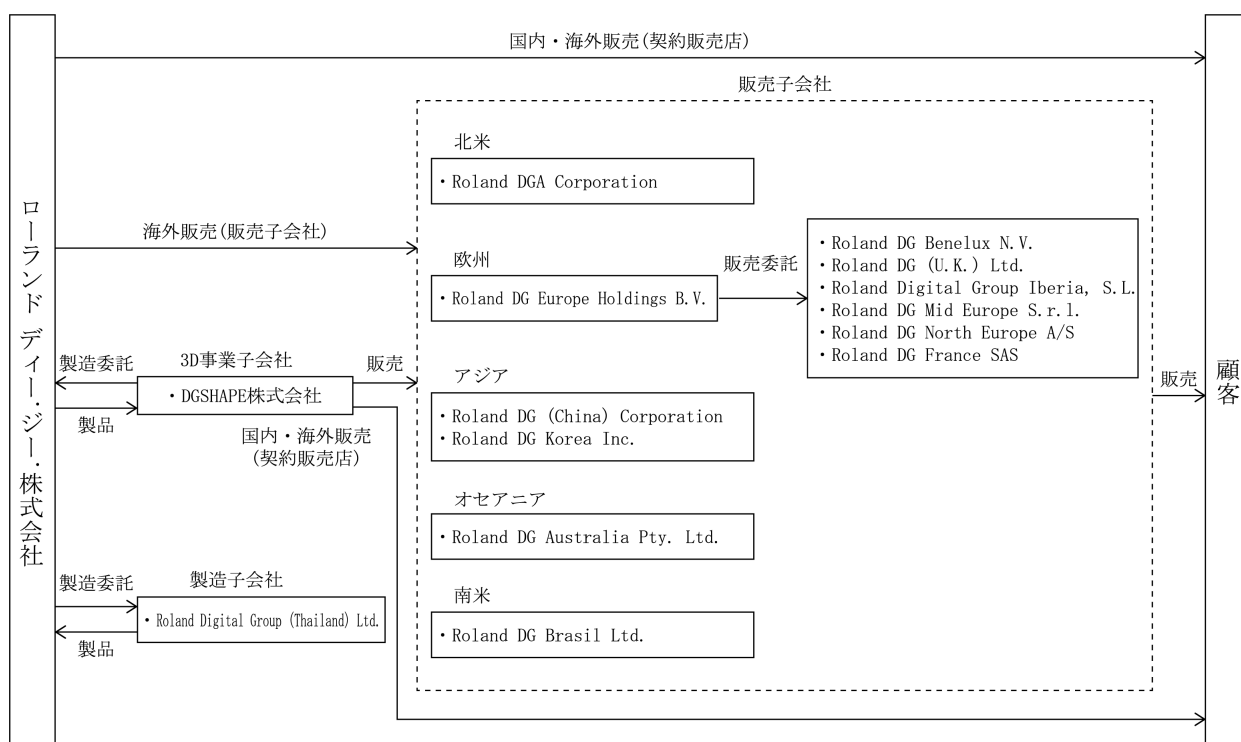 ローランド ディー.ジー.株式会社
国内・海外販売(契約販売店)
販売子会社
北米
・Roland DGA Corporation
海外販売(販売子会社)
欧州
・Roland DG Europe Holdings B.V.
販売委託
・Roland DG Benelux N.V.
・Roland DG (U.K.) Ltd.
・Roland Digital Group Iberia, S.L.
・Roland DG Mid Europe S.r.l.
・Roland DG North Europe A/S
・Roland DG France SAS
製造委託
3D事業子会社
販売
・DGSHAPE株式会社
製品
国内・海外販売
(契約販売店)
アジア
・Roland DG (China) Corporation
・Roland DG Korea Inc.
販売
顧客
オセアニア
・Roland DG Australia Pty. Ltd.
製造委託
製造子会社
・Roland Digital Group (Thailand) Ltd.
製品
南米
・Roland DG Brasil Ltd.